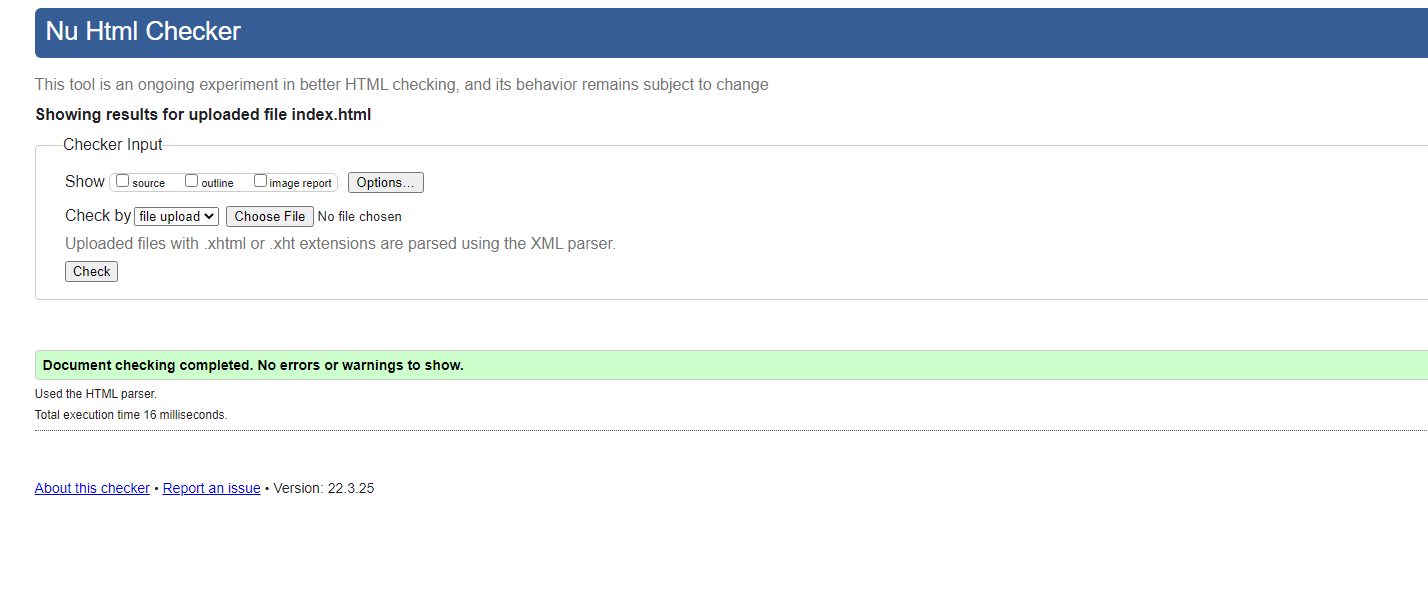 Nu Html Checker
This tool is an ongoing experiment in better HTML checking, and its behavior remains subject to change
Showing results for uploaded file index.html
Checker Input
Show source outline image report Options...
Check by file upload Choose File No file chosen
Uploaded files with .xhtml or .xht extensions are parsed using the XML parser.
Check
Document checking completed. No errors or warnings to show.
Used the HTML parser.
Total execution time 16 milliseconds.
About this checker • Report an issue • Version: 22.3.25